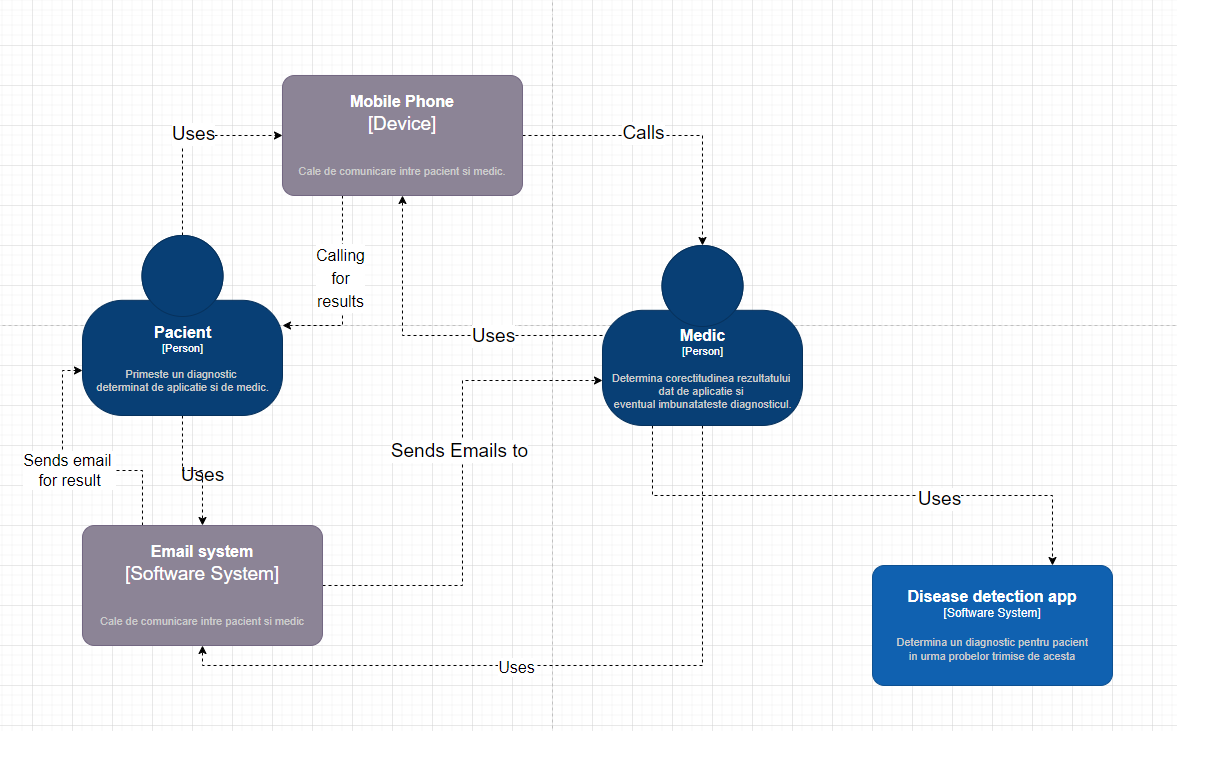 Mobile Phone
[Device]
Cale de comunicare intre pacient si medic.
Uses
Calls
Calling
for
results
Pacient
[Person]
Primeste un diagnostic
determinat de aplicatie si de medic.
Uses
Medic
[Person]
Determina corectitudinea rezultatului
dat de aplicatie si
eventual imbunatateste diagnosticul.
Sends Emails to
Sends email
for result
Uses
Uses
Email system
[Software System]
Cale de comunicare intre pacient si medic
Disease detection app
[Software System]
Determina un diagnostic pentru pacient
in urma probelor trimise de acesta
Uses